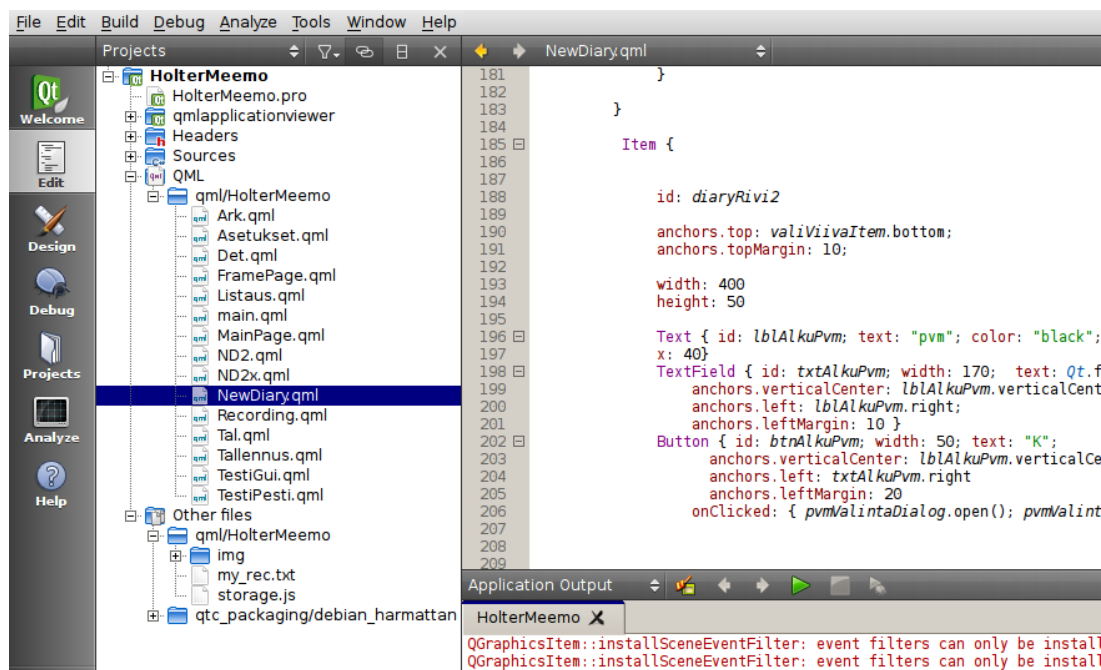 File Edit Build Debug Analyze Tools Window Help
Projects
NewDiary.qml
Qt
Welcome
Edit
Design
Debug
Projects
Analyze
Help
HolterMeemo
HolterMeemo.pro
qmlapplicationviewer
Headers
Sources
QML
qml/HolterMeemo
Ark.qml
Asetukset.qml
Det.qml
FramePage.qml
Listaus.qml
main.qml
MainPage.qml
ND2.qml
ND2x.qml
NewDiary.qml
Recording.qml
Tal.qml
Tallennus.qml
TestiGui.qml
TestiPesti.qml
Other files
qml/HolterMeemo
img
my_rec.txt
storage.js
qtc_packaging/debian_harmattan
181 }
182
183 }
184
185 Item {
186
187
188 id: diaryRivi2
189
190 anchors.top: valiViivaItem.bottom;
191 anchors.topMargin: 10;
192
193 width: 400
194 height: 50
195
196 Text { id: lblAlkuPvm; text: "pvm"; color: "black";
197 x: 40}
198 TextField { id: txtAlkuPvm; width: 170; text: Qt.f
199 anchors.verticalCenter: lblAlkuPvm.verticalCent
200 anchors.left: lblAlkuPvm.right;
201 anchors.leftMargin: 10 }
202 Button { id: btnAlkuPvm; width: 50; text: "K";
203 anchors.verticalCenter: lblAlkuPvm.verticalCe
204 anchors.left: txtAlkuPvm.right
205 anchors.leftMargin: 20
206 onClicked: { pvmValintaDialog.open(); pvmValint
207
208
209
Application Output
HolterMeemo X
QGraphicsItem::installSceneEventFilter: event filters can only be install
QGraphicsItem::installSceneEventFilter: event filters can only be install